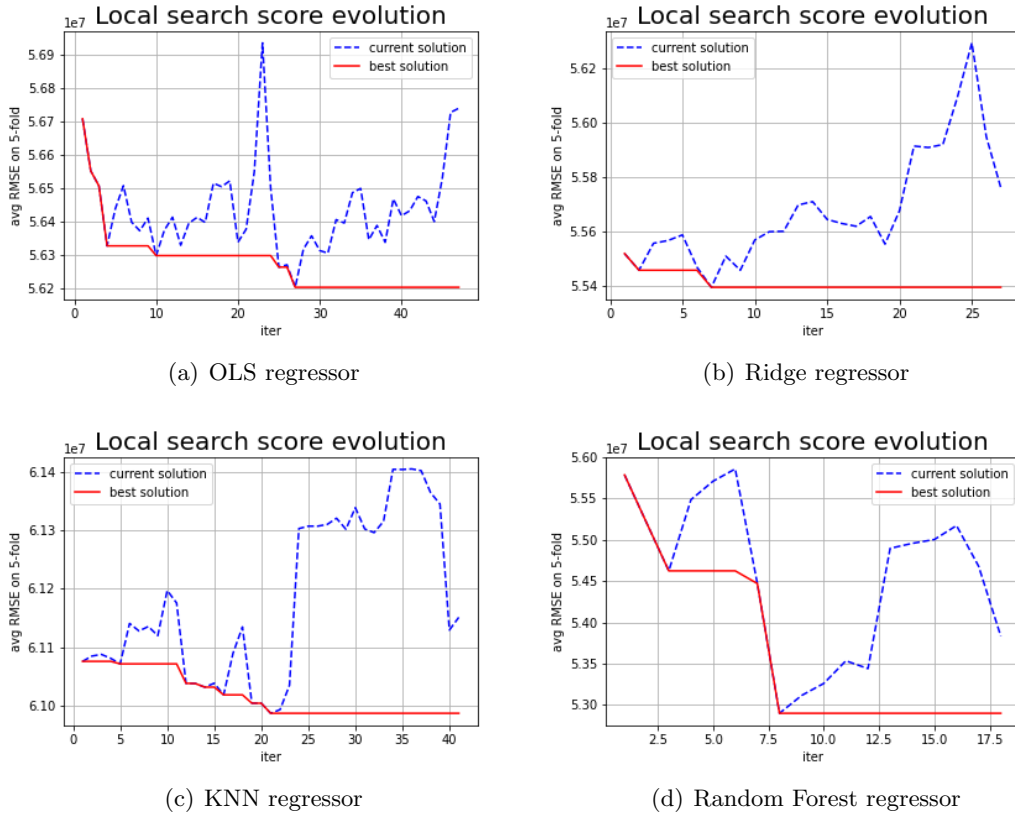 Local search score evolution
1e7
5.69
5.68
5.67
5.66
5.65
5.64
5.63
5.62
avg RMSE on 5-fold
current solution
best solution
0
10
20
30
40
iter
(a) OLS regressor
Local search score evolution
1e7
5.62
5.60
5.58
5.56
5.54
avg RMSE on 5-fold
current solution
best solution
0
5
10
15
20
25
iter
(b) Ridge regressor
Local search score evolution
1e7
6.14
6.13
6.12
6.11
6.10
avg RMSE on 5-fold
current solution
best solution
0
5
10
15
20
25
30
35
40
iter
(c) KNN regressor
Local search score evolution
1e7
5.60
5.55
5.50
5.45
5.40
5.35
5.30
avg RMSE on 5-fold
current solution
best solution
2.5
5.0
7.5
10.0
12.5
15.0
17.5
iter
(d) Random Forest regressor